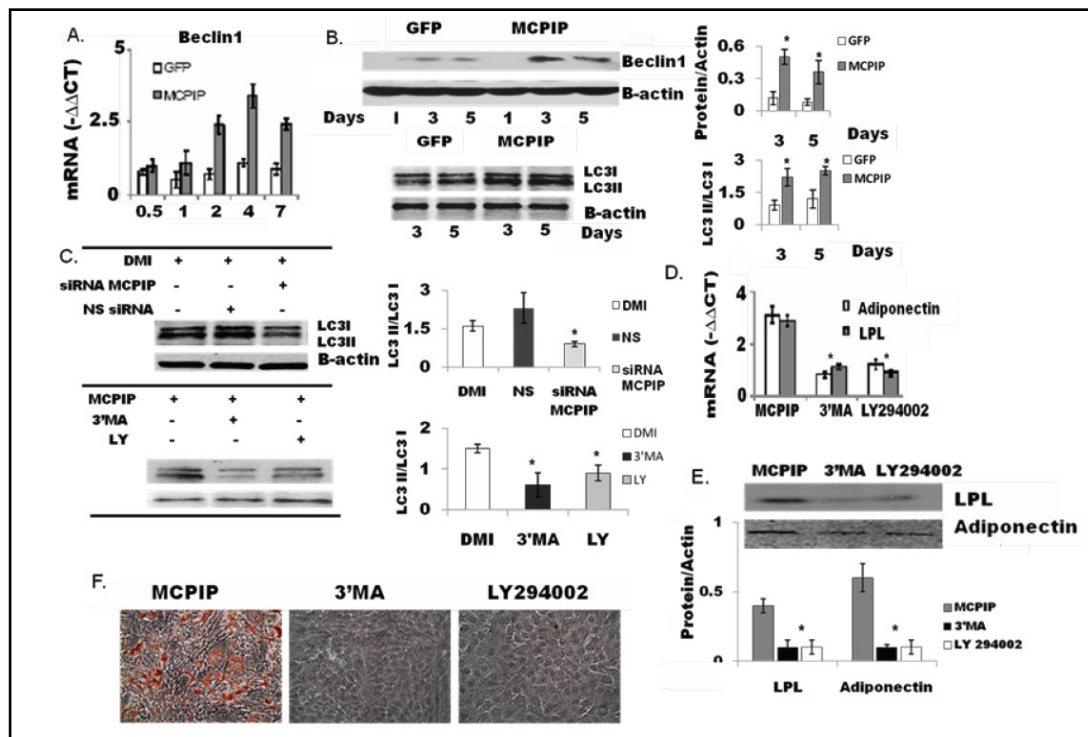 A.
Beclin1
5
2.5
0
mRNA (-ΔΔCT)
GFP
MCPIP
0.5 1 2 4 7
B.
GFP MCPIP
Beclin1
B-actin
Days 1 3 5 1 3 5
GFP MCPIP
LC3I
LC3II
B-actin
3 5 3 5 Days
Protein/Actin
0.6
0.3
0
* *
GFP
MCPIP
3 5 Days
LC3 II/LC3 I
3
1.5
0
* *
GFP
MCPIP
3 5 Days
C.
DMI + + +
siRNA MCPIP - - +
NS siRNA - + -
LC3I
LC3II
B-actin
MCPIP + + +
3'MA - + -
LY - - +
LC3 II/LC3 I
3
1.5
0
*
DMI NS siRNA
MCPIP
DMI
NS
siRNA
MCPIP
LC3 II/LC3 I
2
1
0
* *
DMI 3'MA LY
DMI
3'MA
LY
D.
mRNA (-ΔΔCT)
4
2
0
Adiponectin
LPL
* *
MCPIP 3'MA LY294002
E.
MCPIP 3'MA LY294002
LPL
Adiponectin
Protein/Actin
1
0.5
0
* *
MCPIP
3'MA
LY 294002
LPL Adiponectin
F.
MCPIP 3'MA LY294002